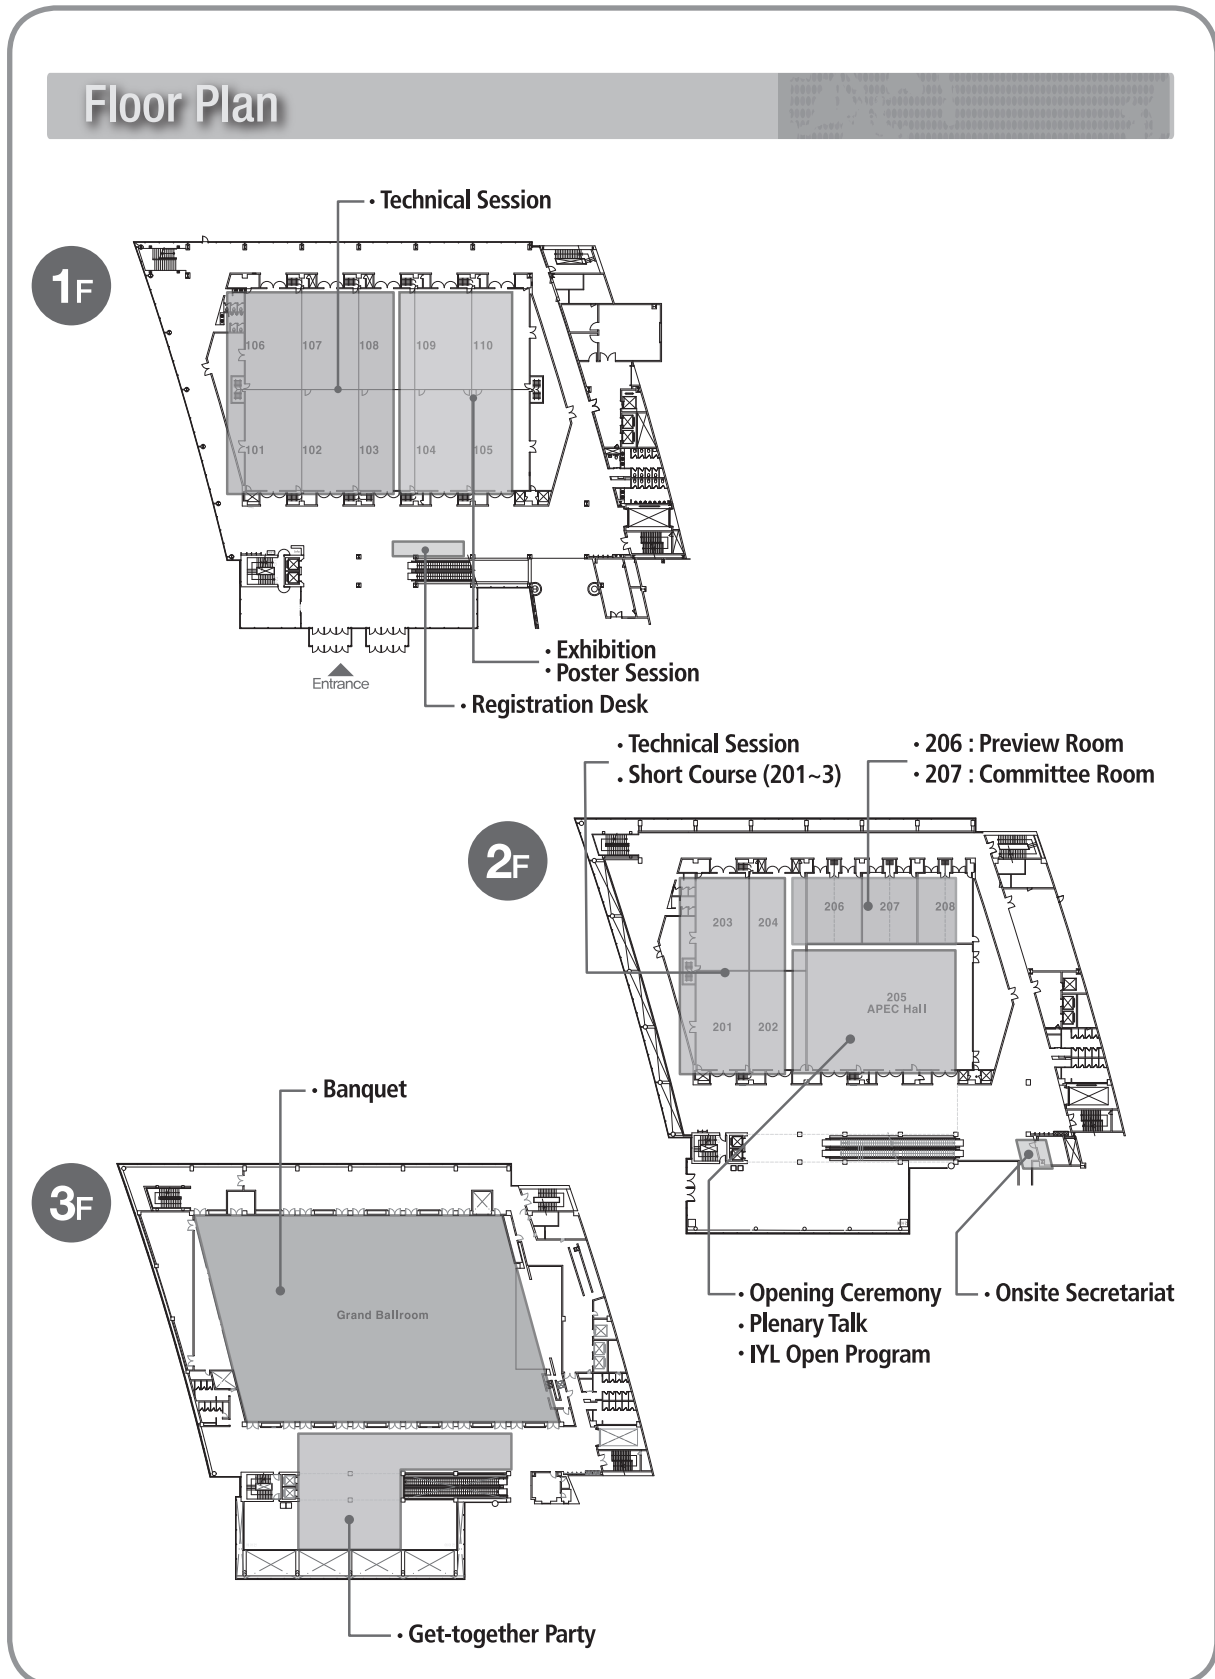 Floor Plan
• Technical Session
1F
106 107 108 109 110
101 102 103 104 105
• Exhibition
• Poster Session
Entrance
• Registration Desk
• Technical Session
• Short Course (201~3)
• 206 : Preview Room
• 207 : Committee Room
2F
203 204 206 207 208
205
APEC Hall
201 202
• Opening Ceremony
• Plenary Talk
• IYL Open Program
• Onsite Secretariat
• Banquet
3F
Grand Ballroom
• Get-together Party